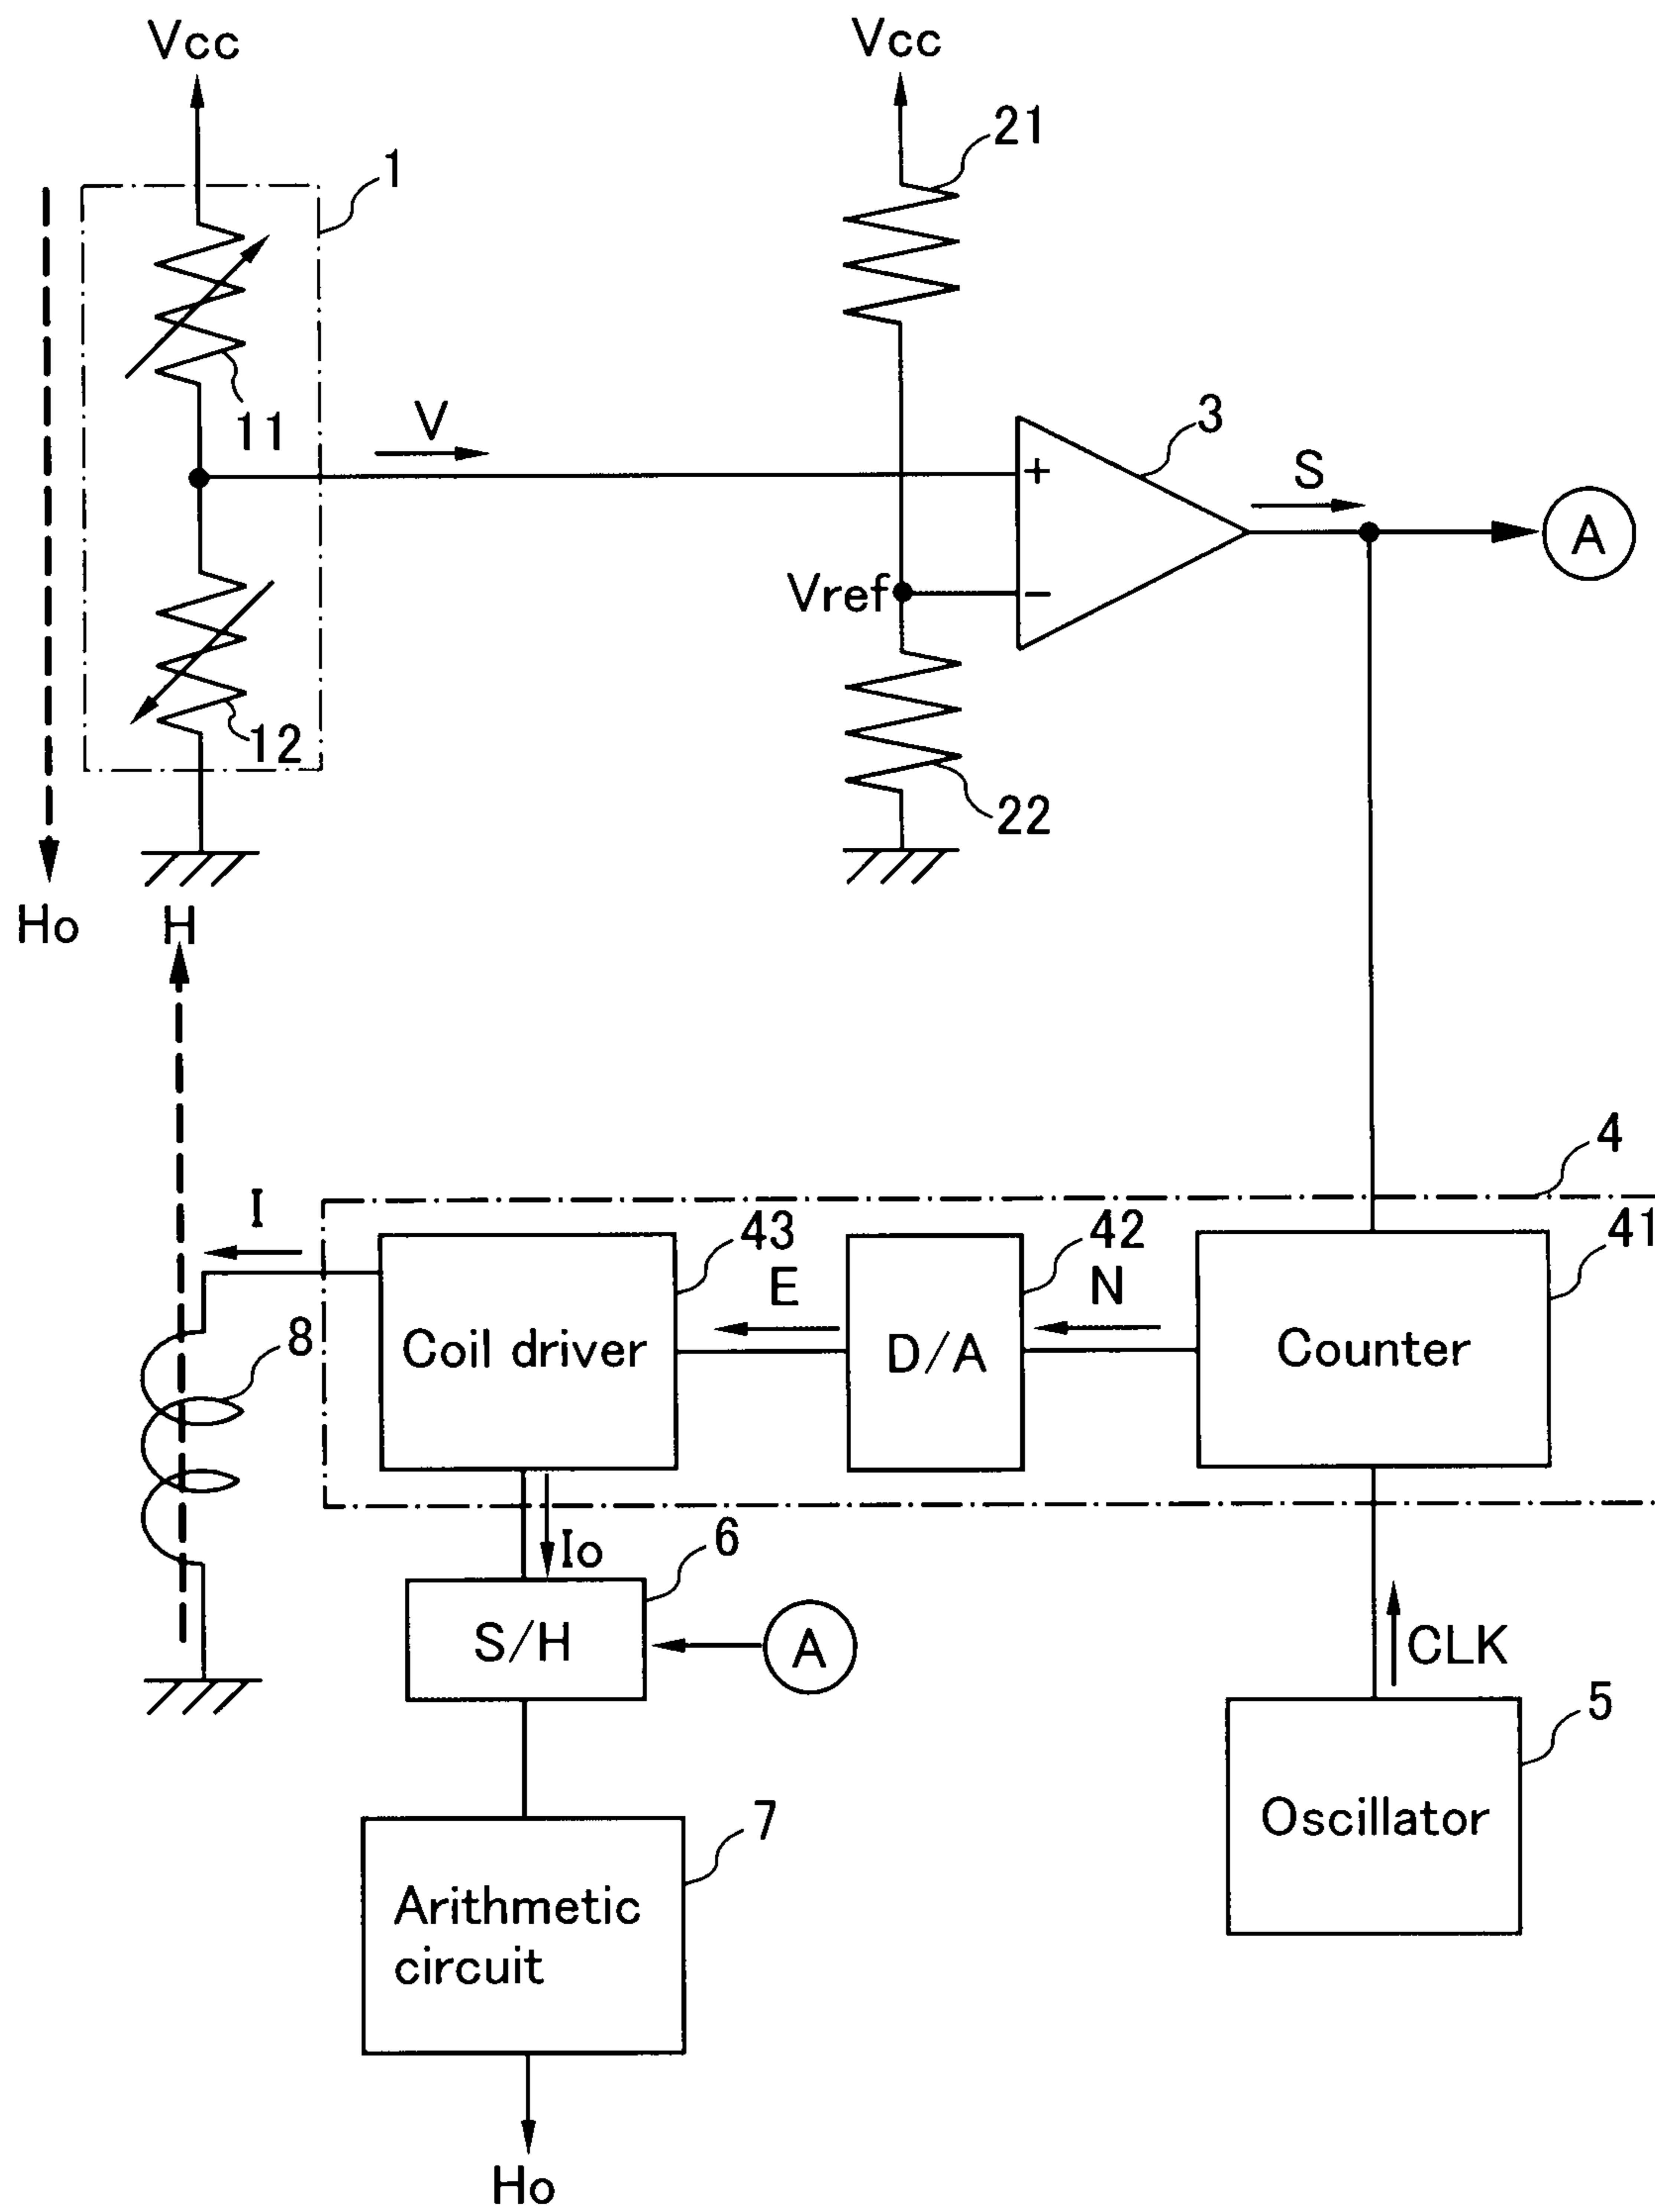 Vcc
Vcc
21
1
11
V
3
+
S
A
Vref
−
12
22
Ho
H
4
I
43
42
41
E
N
8
Coil driver
D/A
Counter
Io
6
S/H
A
CLK
5
7
Oscillator
Arithmetic
circuit
Ho